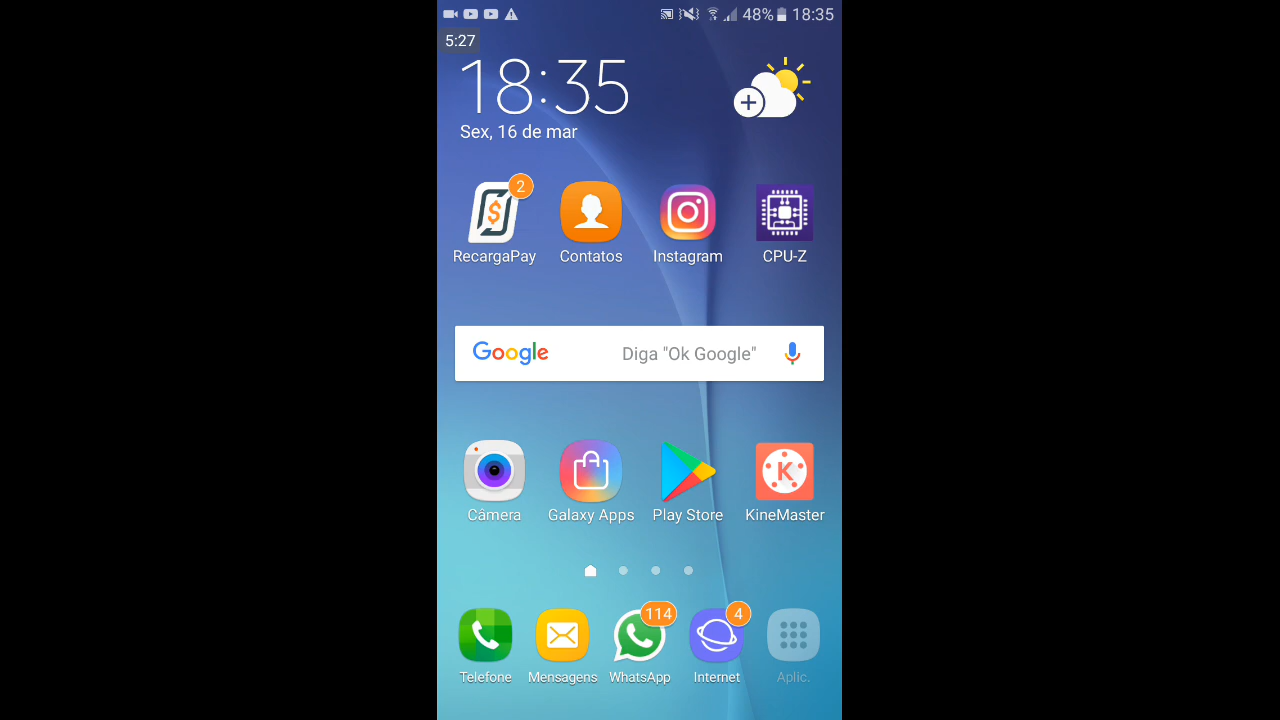 48% 18:35
5:27
18:35
Sex, 16 de mar
2
RecargaPay Contatos Instagram CPU-Z
Google Diga "Ok Google"
Câmera Galaxy Apps Play Store KineMaster
114 4
Telefone Mensagens WhatsApp Internet Aplic.